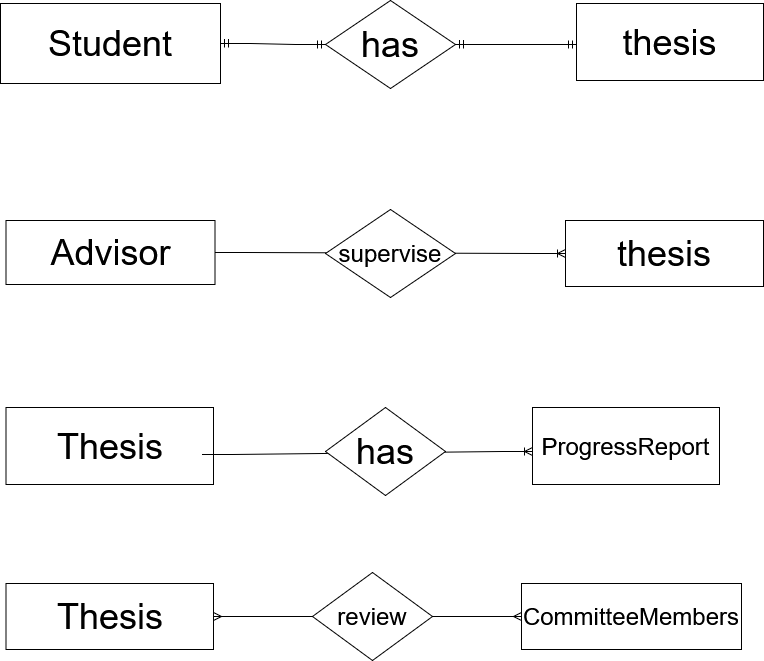 Student has thesis
Advisor supervise thesis
Thesis has ProgressReport
Thesis review CommitteeMembers